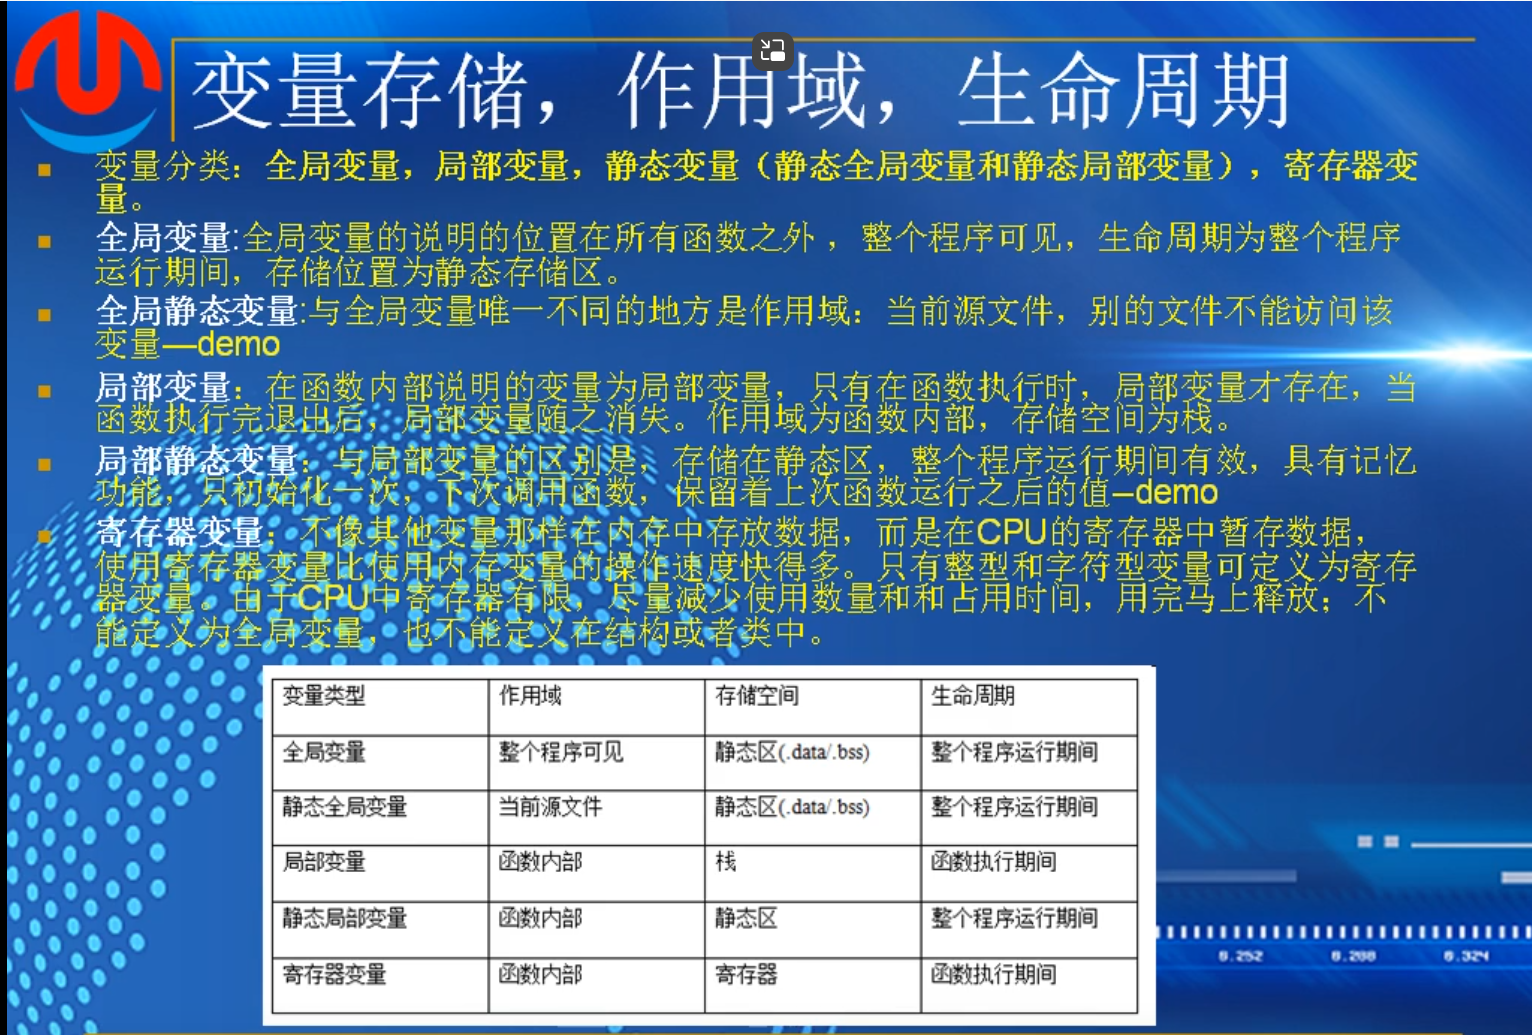 变量存储，作用域，生命周期
变量分类：全局变量，局部变量，静态变量（静态全局变量和静态局部变量），寄存器变
量。
全局变量:全局变量的说明的位置在所有函数之外 ，整个程序可见，生命周期为整个程序
运行期间，存储位置为静态存储区。
全局静态变量:与全局变量唯一不同的地方是作用域：当前源文件，别的文件不能访问该
变量—demo
局部变量：在函数内部说明的变量为局部变量，只有在函数执行时，局部变量才存在，当
函数执行完退出后，局部变量随之消失。作用域为函数内部，存储空间为栈。
局部静态变量：与局部变量的区别是，存储在静态区，整个程序运行期间有效，具有记忆
功能，只初始化一次，下次调用函数，保留着上次函数运行之后的值–demo
寄存器变量：不像其他变量那样在内存中存放数据，而是在CPU的寄存器中暂存数据，
使用寄存器变量比使用内存变量的操作速度快得多。只有整型和字符型变量可定义为寄存
器变量。由于CPU中寄存器有限，尽量减少使用数量和和占用时间，用完马上释放；不
能定义为全局变量，也不能定义在结构或者类中。
变量类型 作用域 存储空间 生命周期
全局变量 整个程序可见 静态区(.data/.bss) 整个程序运行期间
静态全局变量 当前源文件 静态区(.data/.bss) 整个程序运行期间
局部变量 函数内部 栈 函数执行期间
静态局部变量 函数内部 静态区 整个程序运行期间
寄存器变量 函数内部 寄存器 函数执行期间
0.252 0.288 0.324